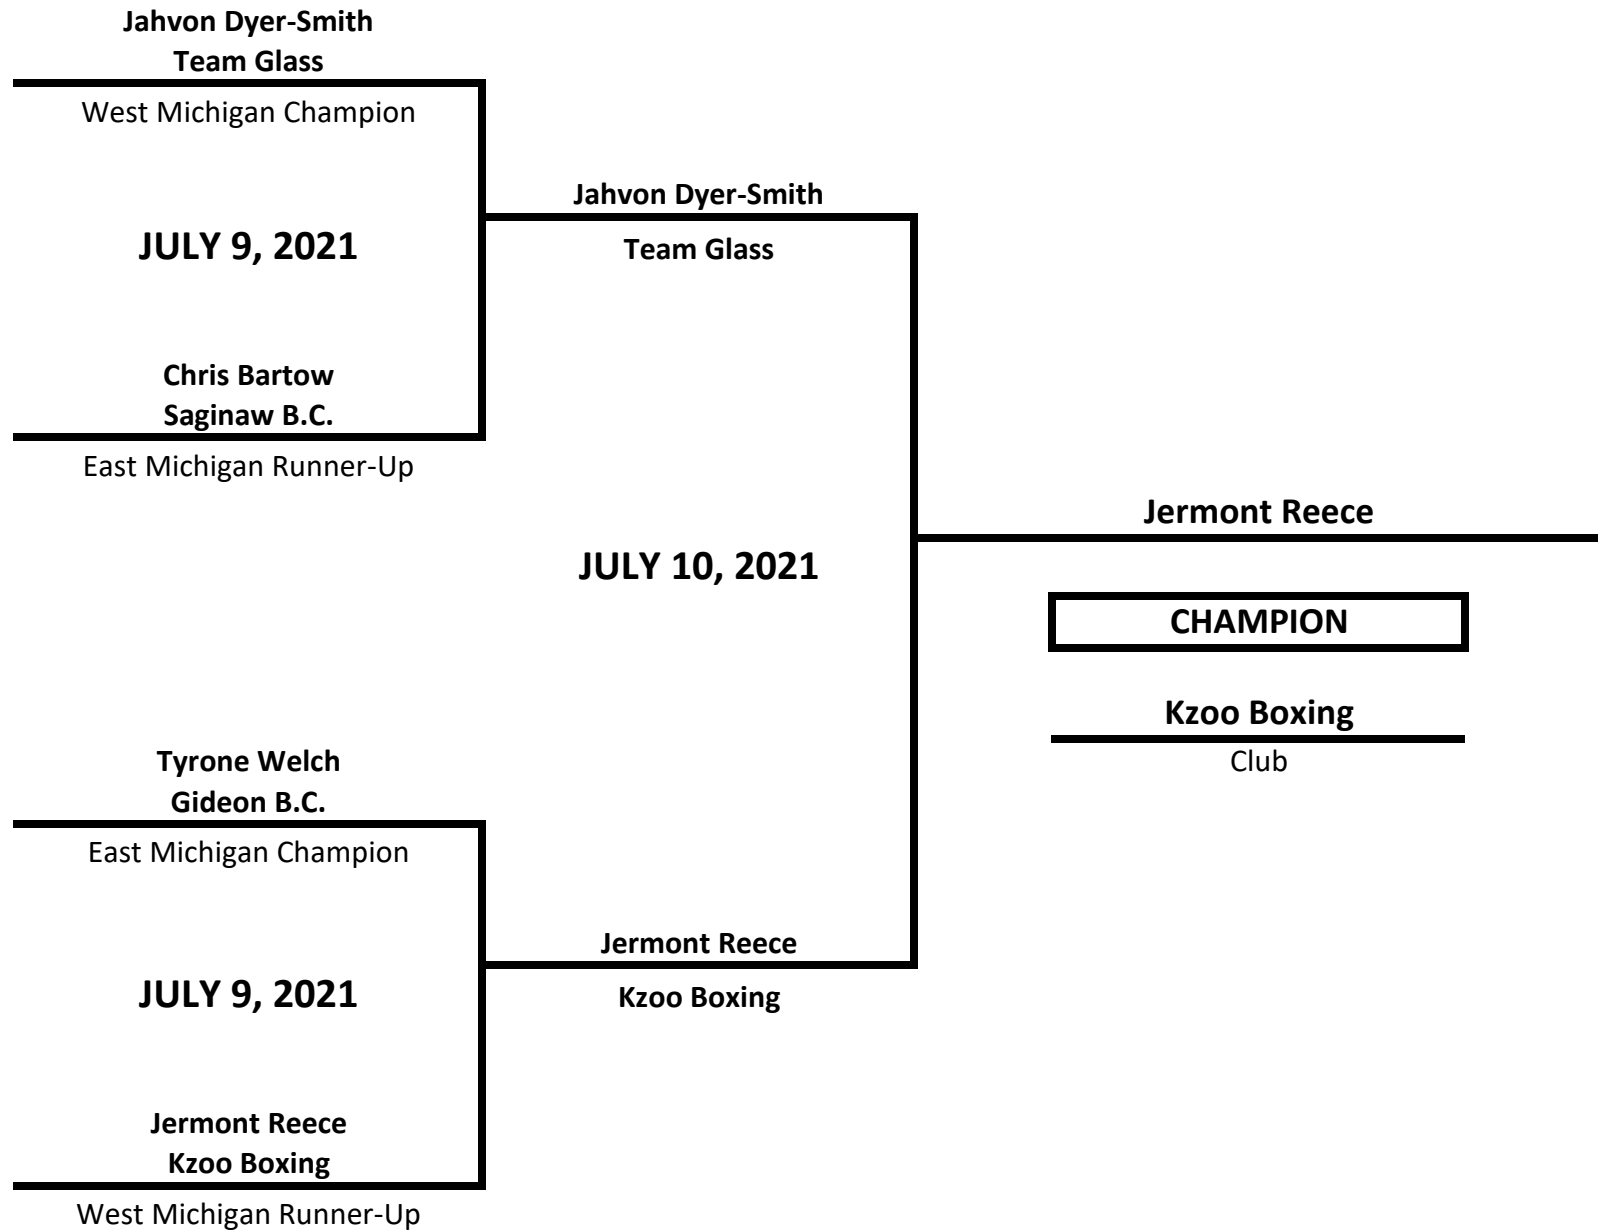 Jahvon Dyer-Smith
Team Glass
West Michigan Champion
JULY 9, 2021
Chris Bartow
Saginaw B.C.
East Michigan Runner-Up
Jahvon Dyer-Smith
Team Glass
JULY 10, 2021
Jermont Reece
CHAMPION
Kzoo Boxing
Club
Tyrone Welch
Gideon B.C.
East Michigan Champion
JULY 9, 2021
Jermont Reece
Kzoo Boxing
West Michigan Runner-Up
Jermont Reece
Kzoo Boxing